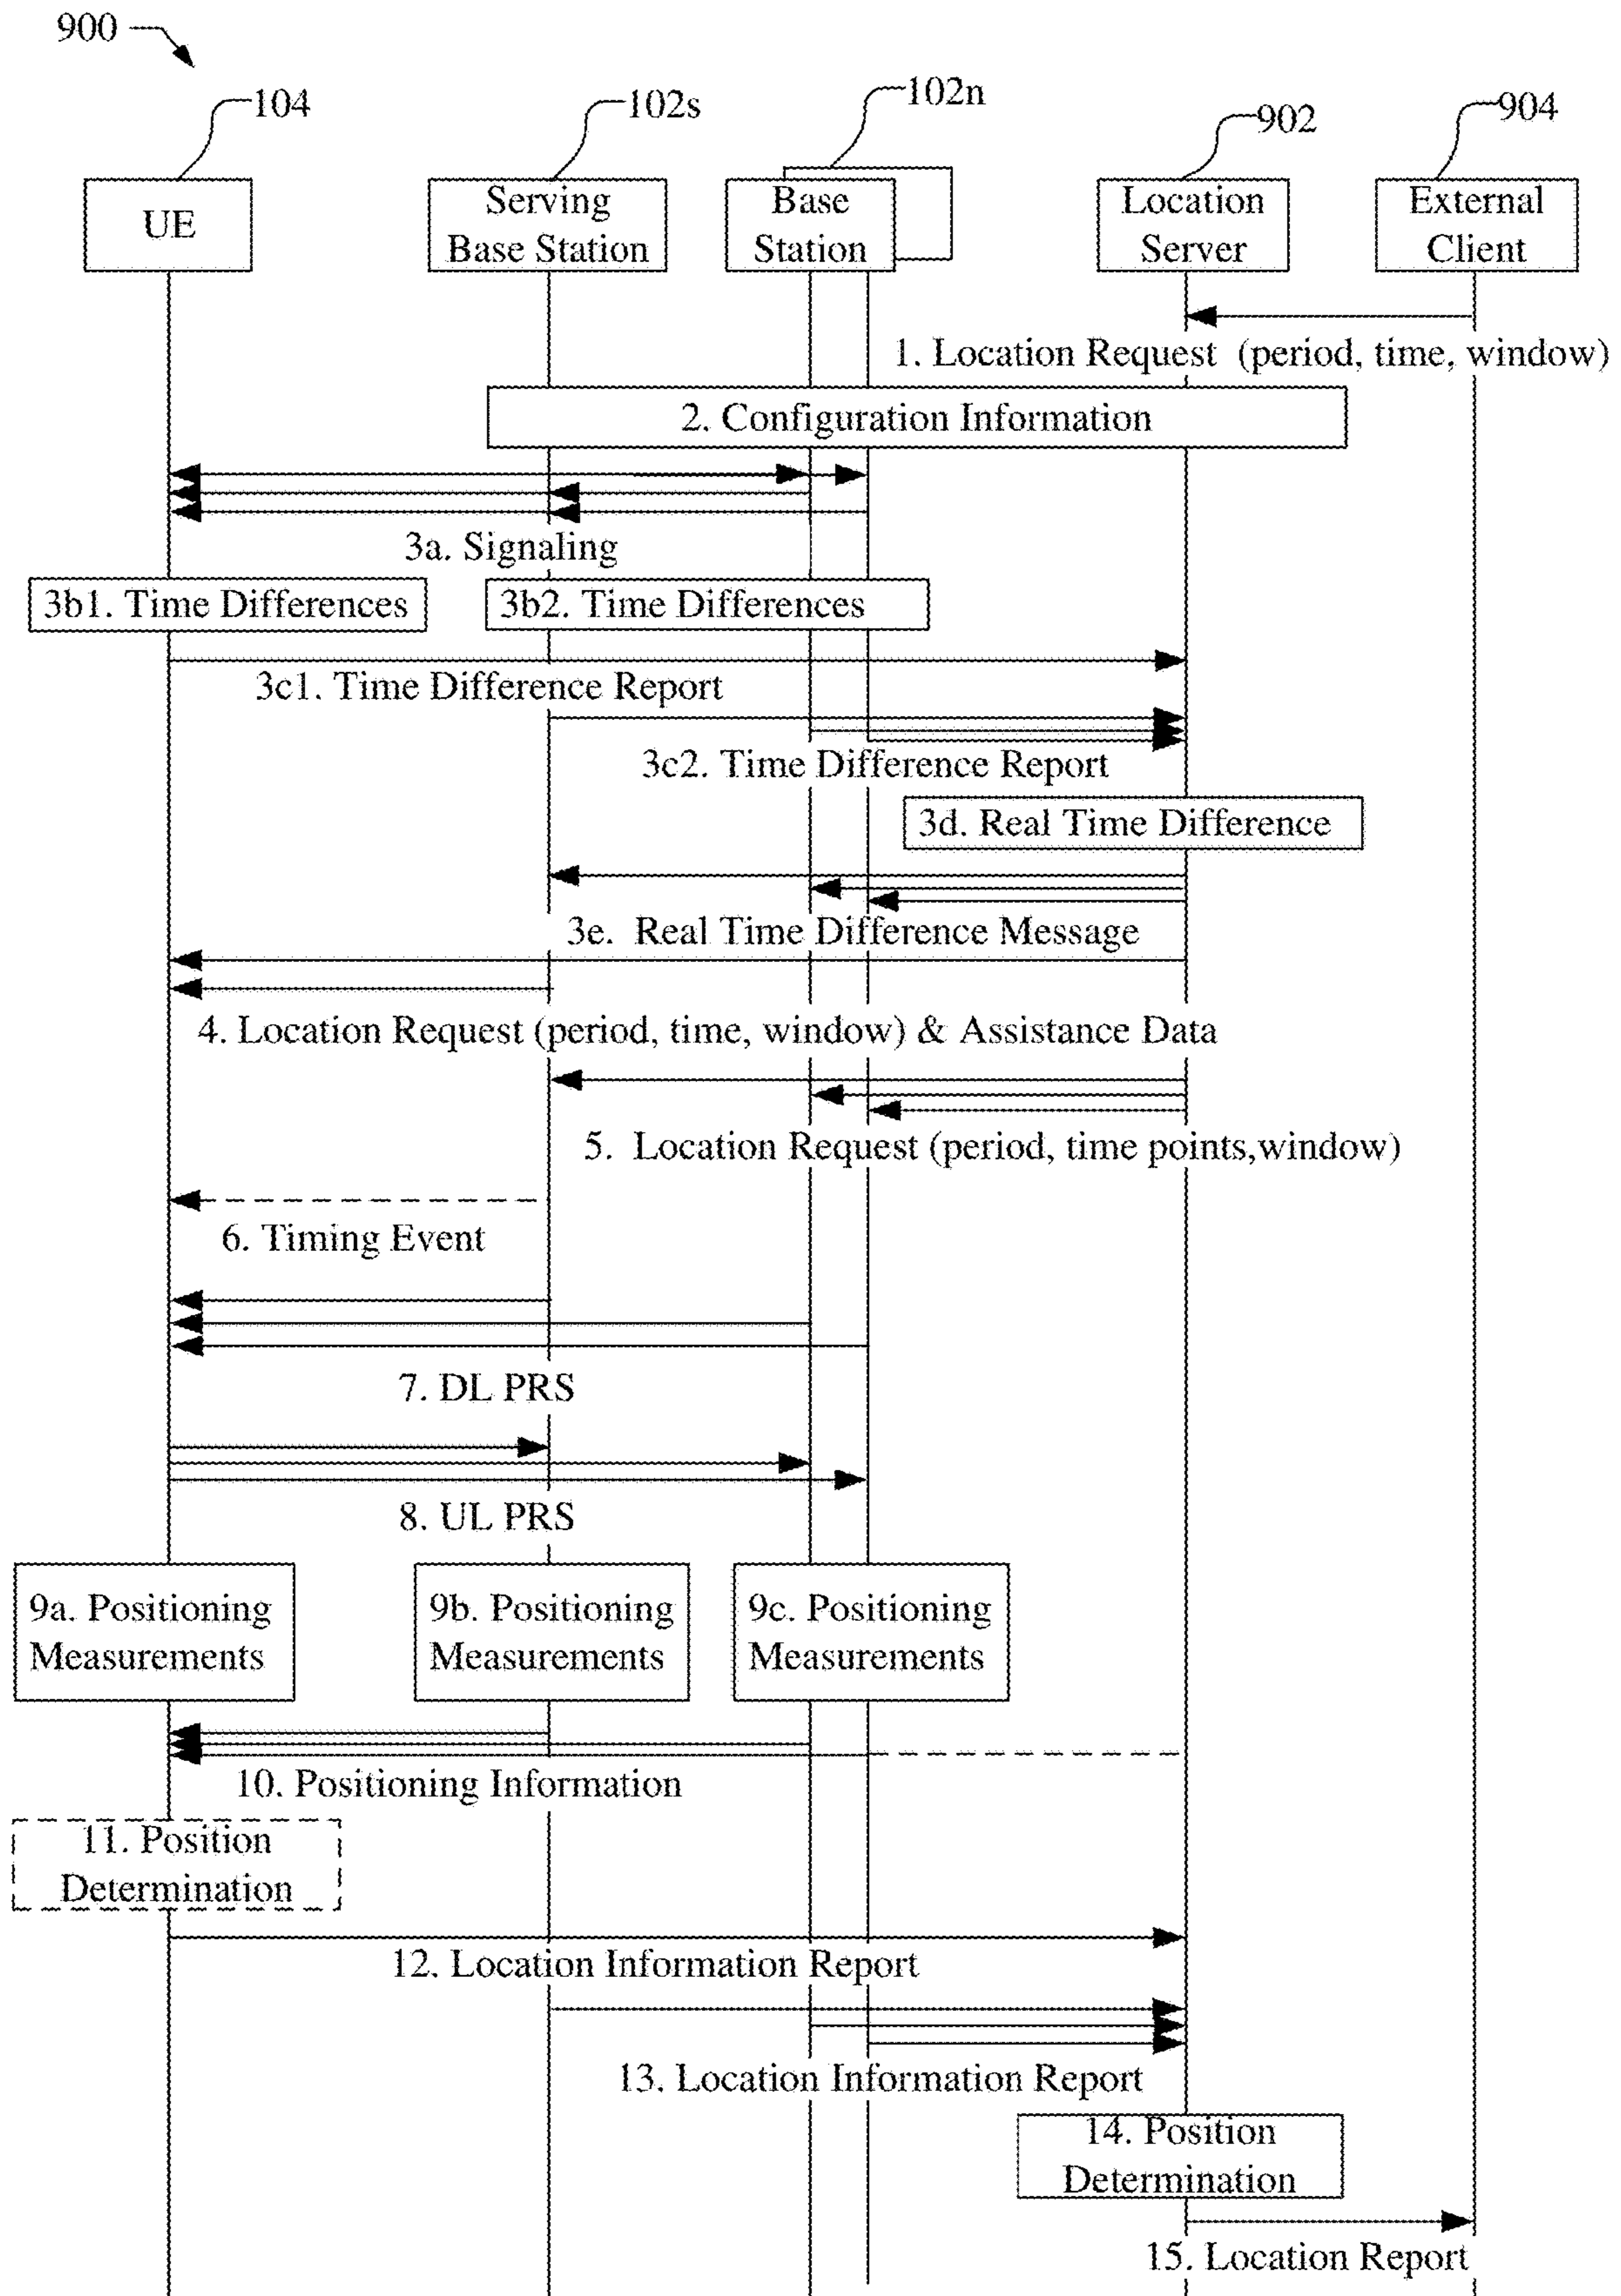 900
104
102s
102n
902
904
UE
Serving
Base Station
Base
Station
Location
Server
External
Client
1. Location Request (period, time, window)
2. Configuration Information
3a. Signaling
3b1. Time Differences
3b2. Time Differences
3c1. Time Difference Report
3c2. Time Difference Report
3d. Real Time Difference
3e. Real Time Difference Message
4. Location Request (period, time, window) & Assistance Data
5. Location Request (period, time points,window)
6. Timing Event
7. DL PRS
8. UL PRS
9a. Positioning
Measurements
9b. Positioning
Measurements
9c. Positioning
Measurements
10. Positioning Information
11. Position
Determination
12. Location Information Report
13. Location Information Report
14. Position
Determination
15. Location Report